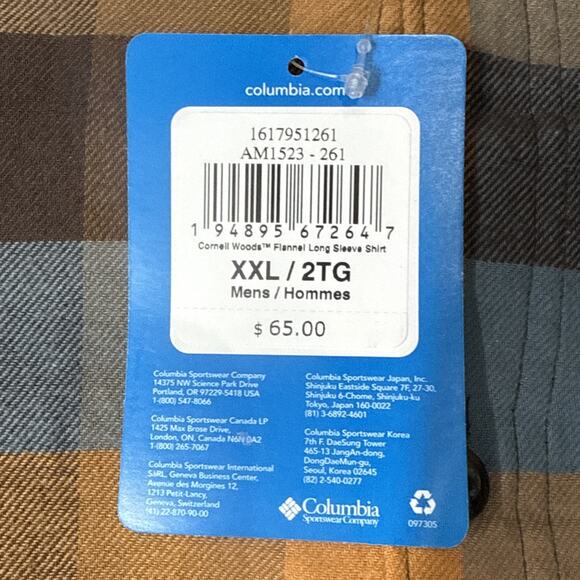 columbia.com
1617951261
AM1523 - 261
1 94895 67264 7
Cornell Woods™ Flannel Long Sleeve Shirt
XXL / 2TG
Mens / Hommes
$ 65.00
Columbia Sportswear Company
14375 NW Science Park Drive
Portland, OR 97229-5418 USA
1-(800) 547-8066
Columbia Sportswear Canada LP
1425 Max Brose Drive,
London, ON, Canada N6N 0A2
1-(800) 265-7067
Columbia Sportswear International
SàRL, Geneva Business Center,
Avenue des Morgines 12,
1213 Petit-Lancy,
Geneva, Switzerland
(41) 22-870-90-00
Columbia Sportswear Japan, Inc.
Shinjuku Eastside Square 7F, 27-30,
Shinjuku 6-Chome, Shinjuku-ku
Tokyo, Japan 160-0022
(81) 3-6892-4601
Columbia Sportswear Korea
7th F. DaeSung Tower
465-13 JangAn-dong,
DongDaeMun-gu,
Seoul, Korea 02645
(82) 2-540-0277
Columbia
Sportswear Company
097305